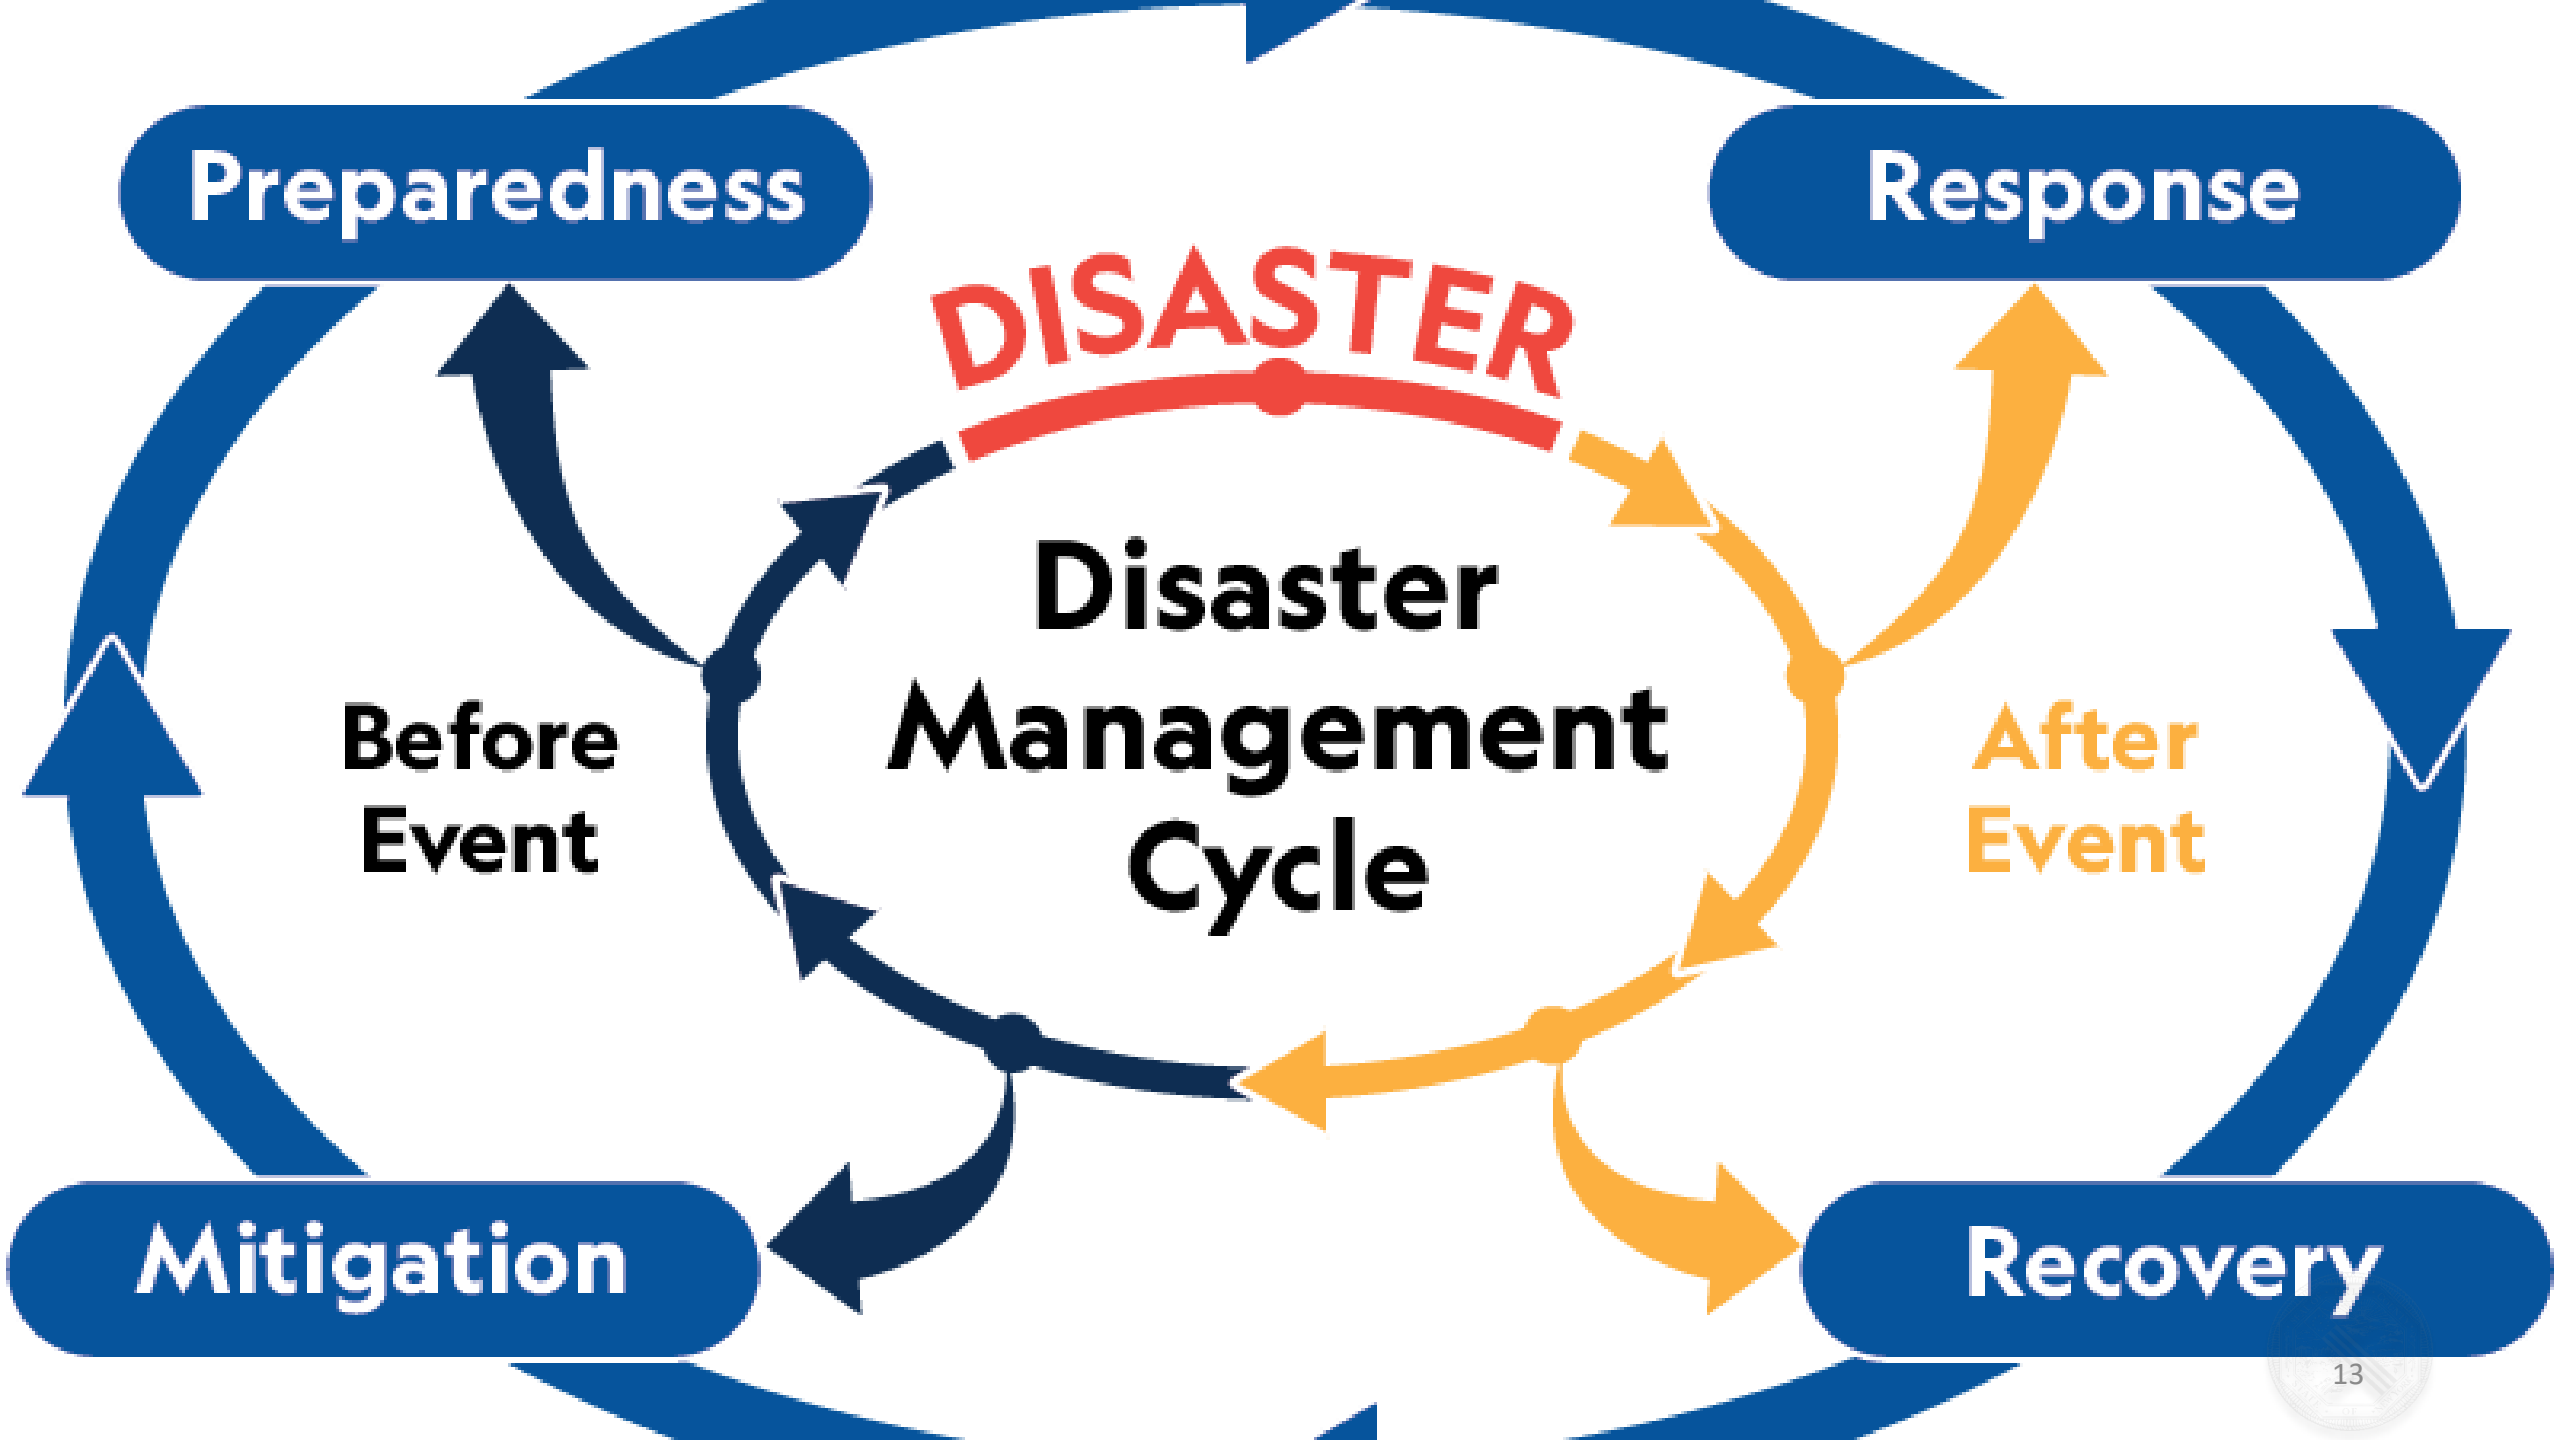 Preparedness
Response
DISASTER
Disaster
Management
Cycle
Before
Event
After
Event
Mitigation
Recovery
13